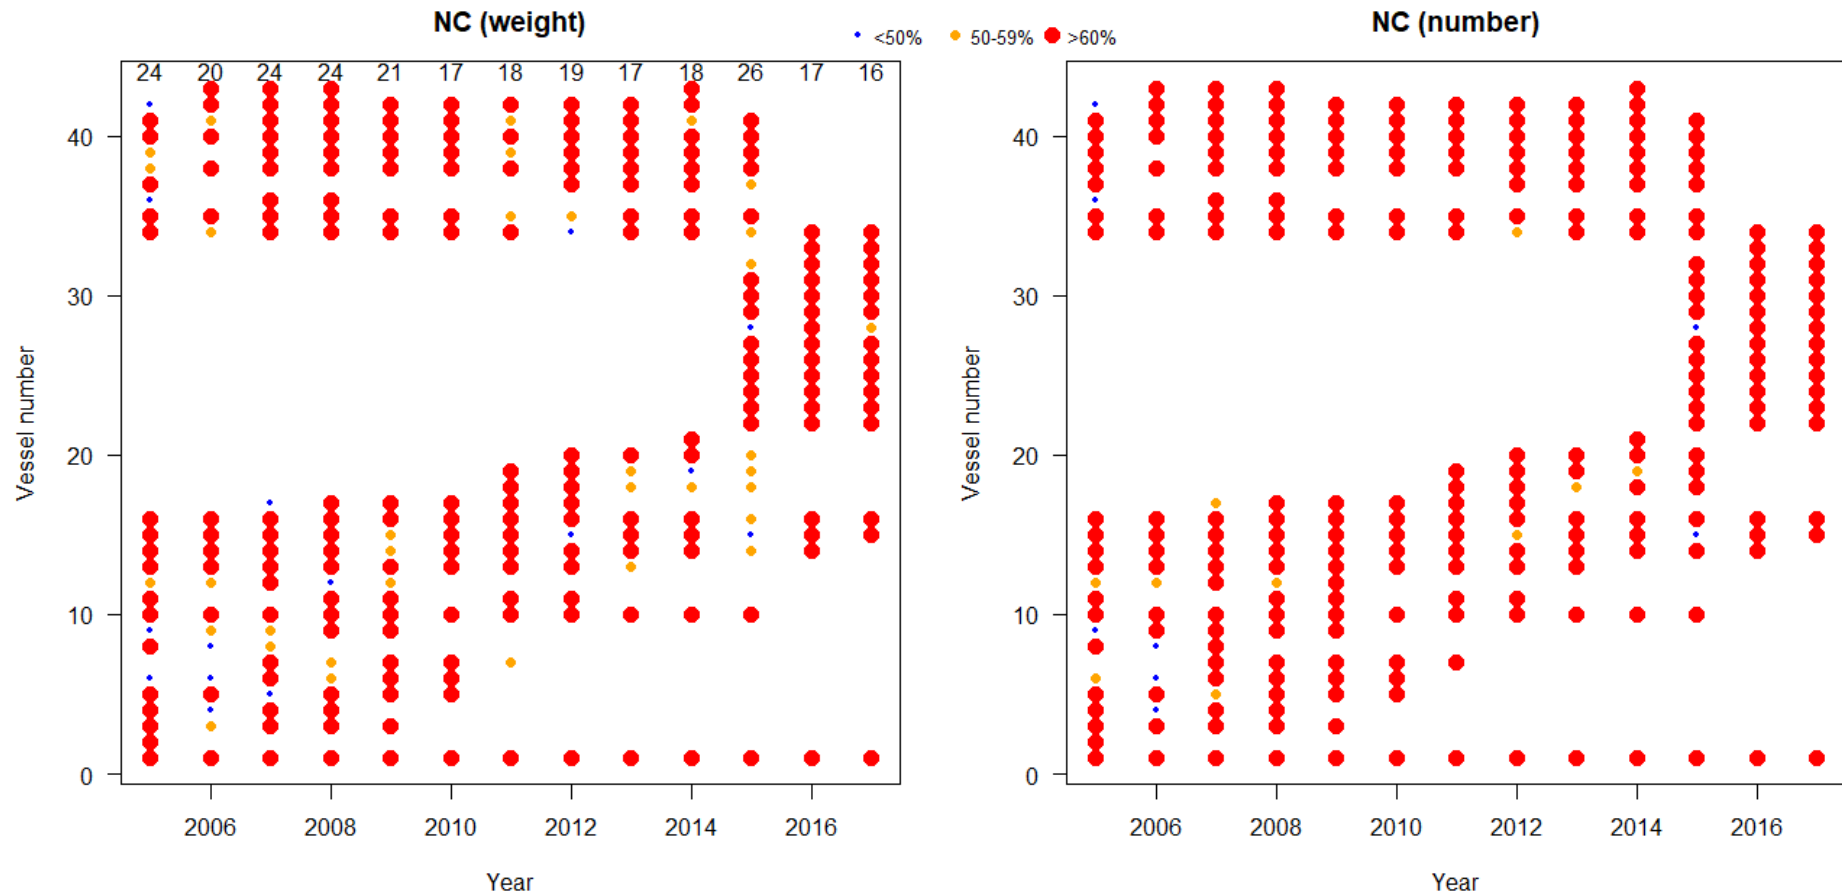 NC (weight)
<50% 50-59% >60%
NC (number)
24 20 24 24 21 17 18 19 17 18 26 17 16
40
30
20
10
0
Vessel number
2006 2008 2010 2012 2014 2016
Year
40
30
20
10
0
Vessel number
2006 2008 2010 2012 2014 2016
Year